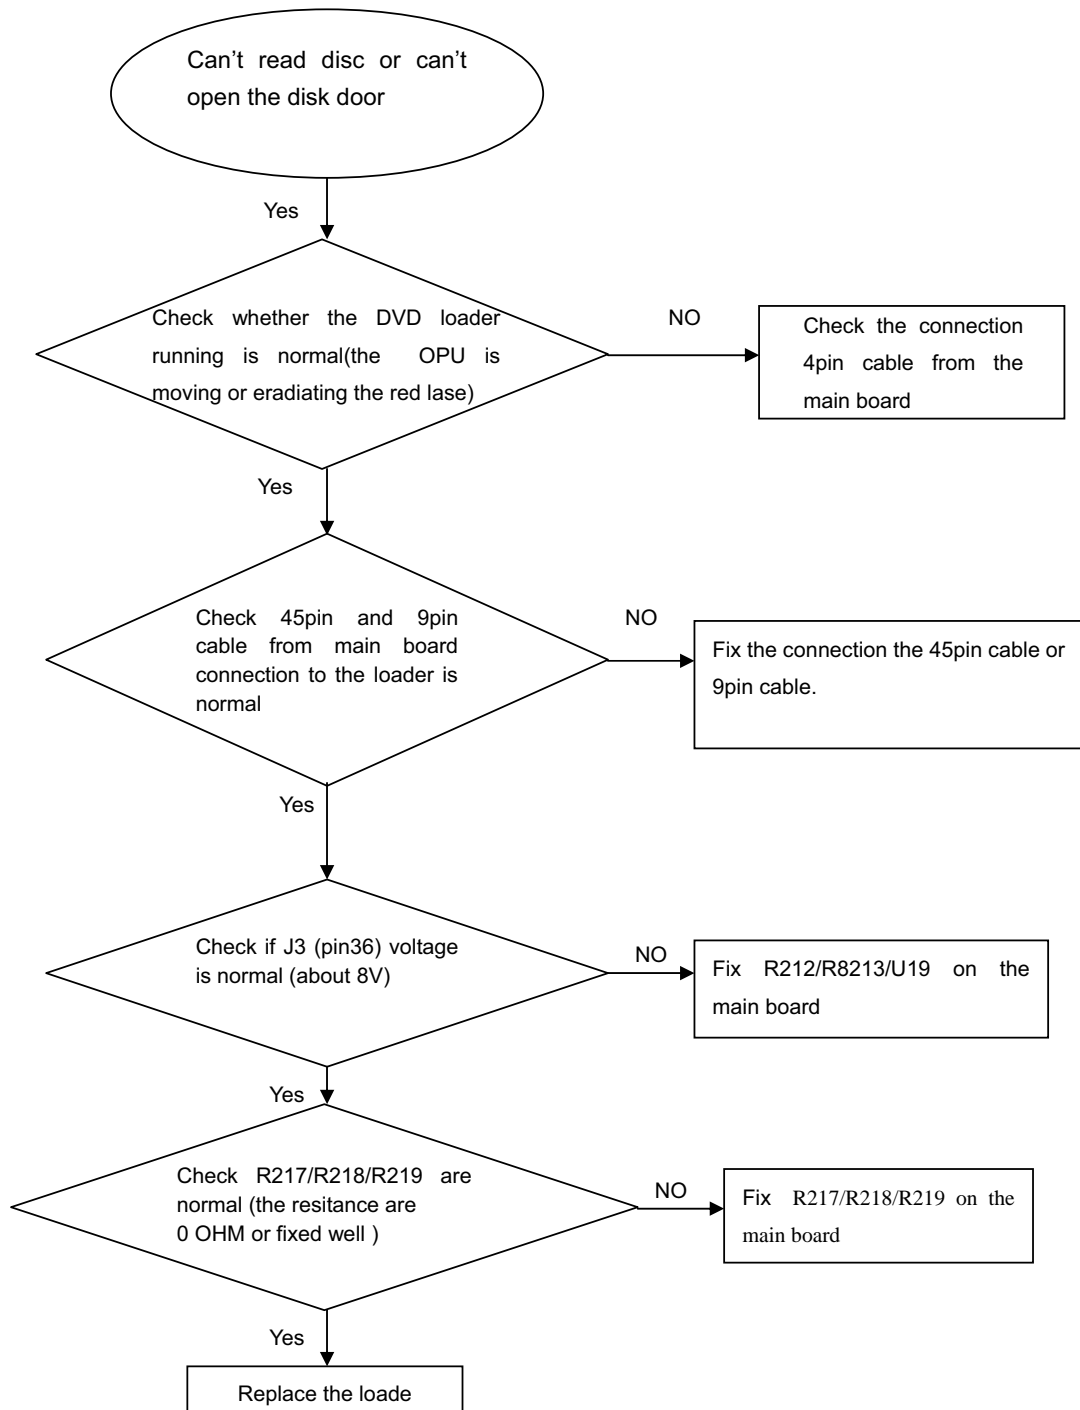 Can't read disc or can't
open the disk door
Yes
Check whether the DVD loader
running is normal(the OPU is
moving or eradiating the red lase)
NO
Check the connection
4pin cable from the
main board
Yes
Check 45pin and 9pin
cable from main board
connection to the loader is
normal
NO
Fix the connection the 45pin cable or
9pin cable.
Yes
Check if J3 (pin36) voltage
is normal (about 8V)
NO
Fix R212/R8213/U19 on the
main board
Yes
Check R217/R218/R219 are
normal (the resitance are
0 OHM or fixed well )
NO
Fix R217/R218/R219 on the
main board
Yes
Replace the loade